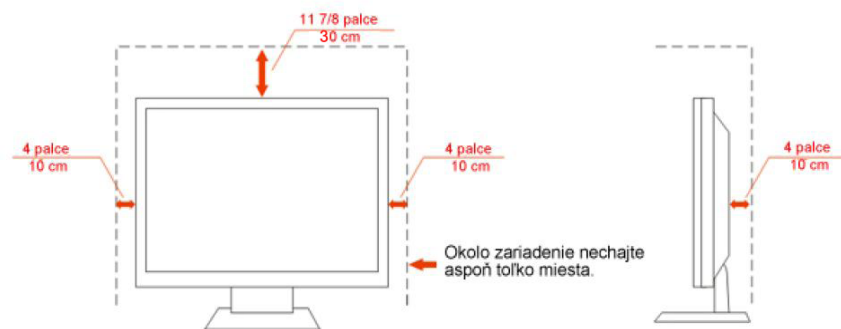 11 7/8 palce
30 cm
4 palce
10 cm
4 palce
10 cm
4 palce
10 cm
Okolo zariadenie nechajte
aspoň toľko miesta.